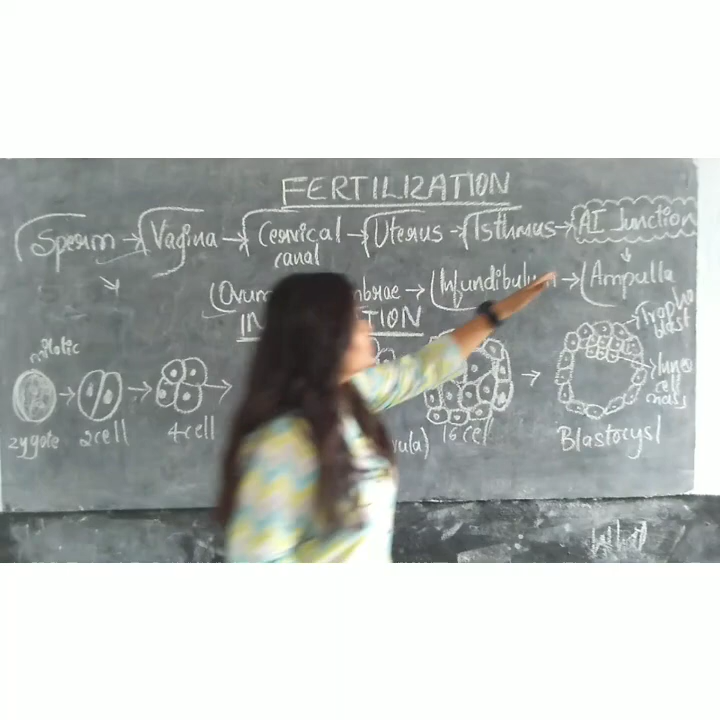 FERTILIZATION
Sperm → Vagina → Cervical canal → Uterus → Isthmus → AI Junction
Ovum → Infundibulum → Ampulla
Tropho
blast
Inner
cell
mass
zygote
2cell
4cell
16 cell
Blastocyst